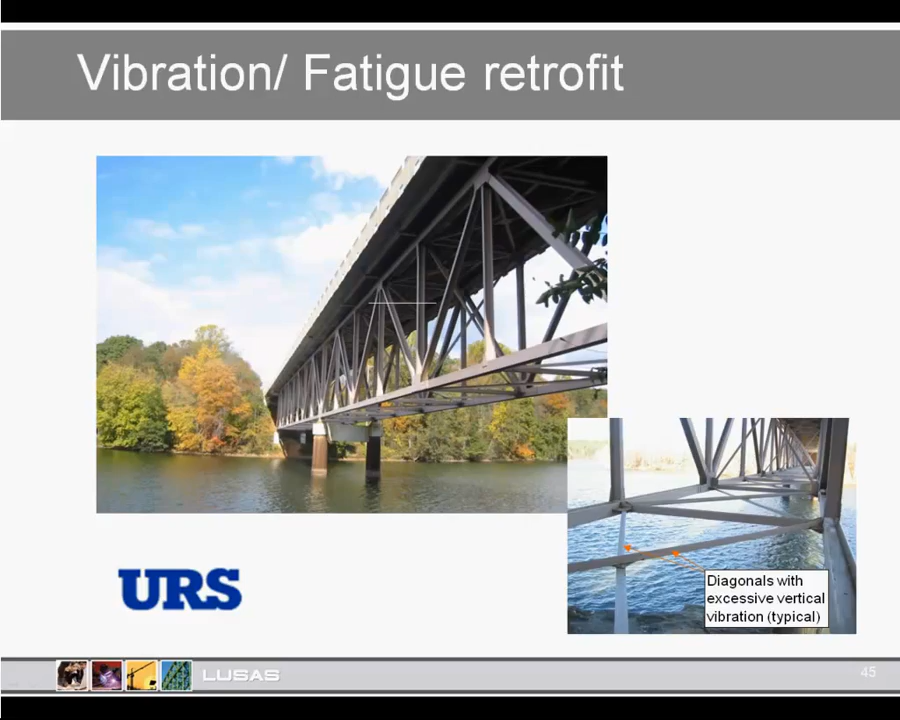 Vibration/ Fatigue retrofit
Diagonals with
excessive vertical
vibration (typical)
URS
LUSAS
45